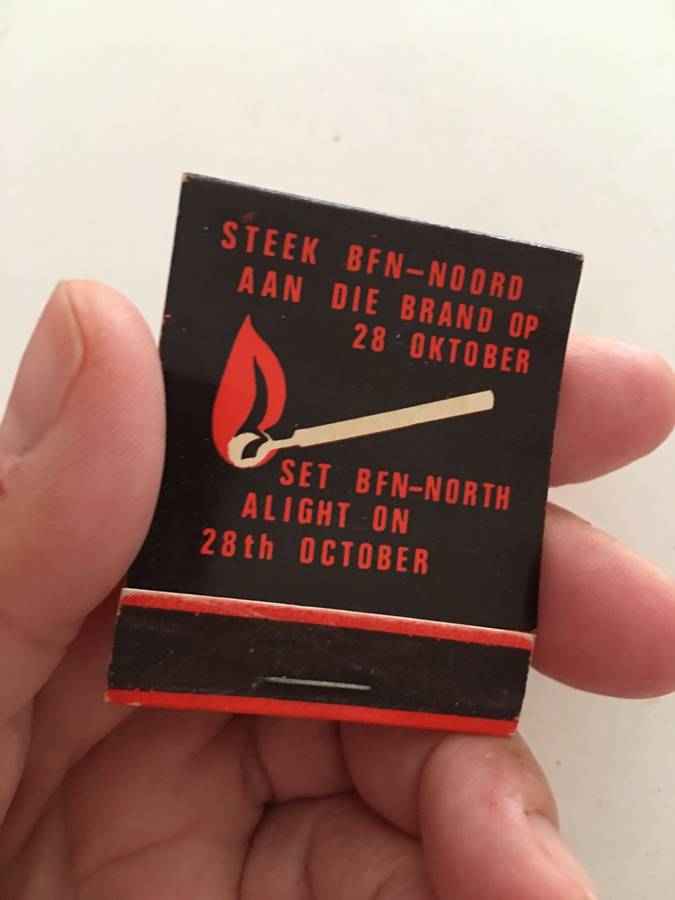 STEEK BFN-NOORD
AAN DIE BRAND OP
28 OKTOBER
SET BFN-NORTH
ALIGHT ON
28th OCTOBER